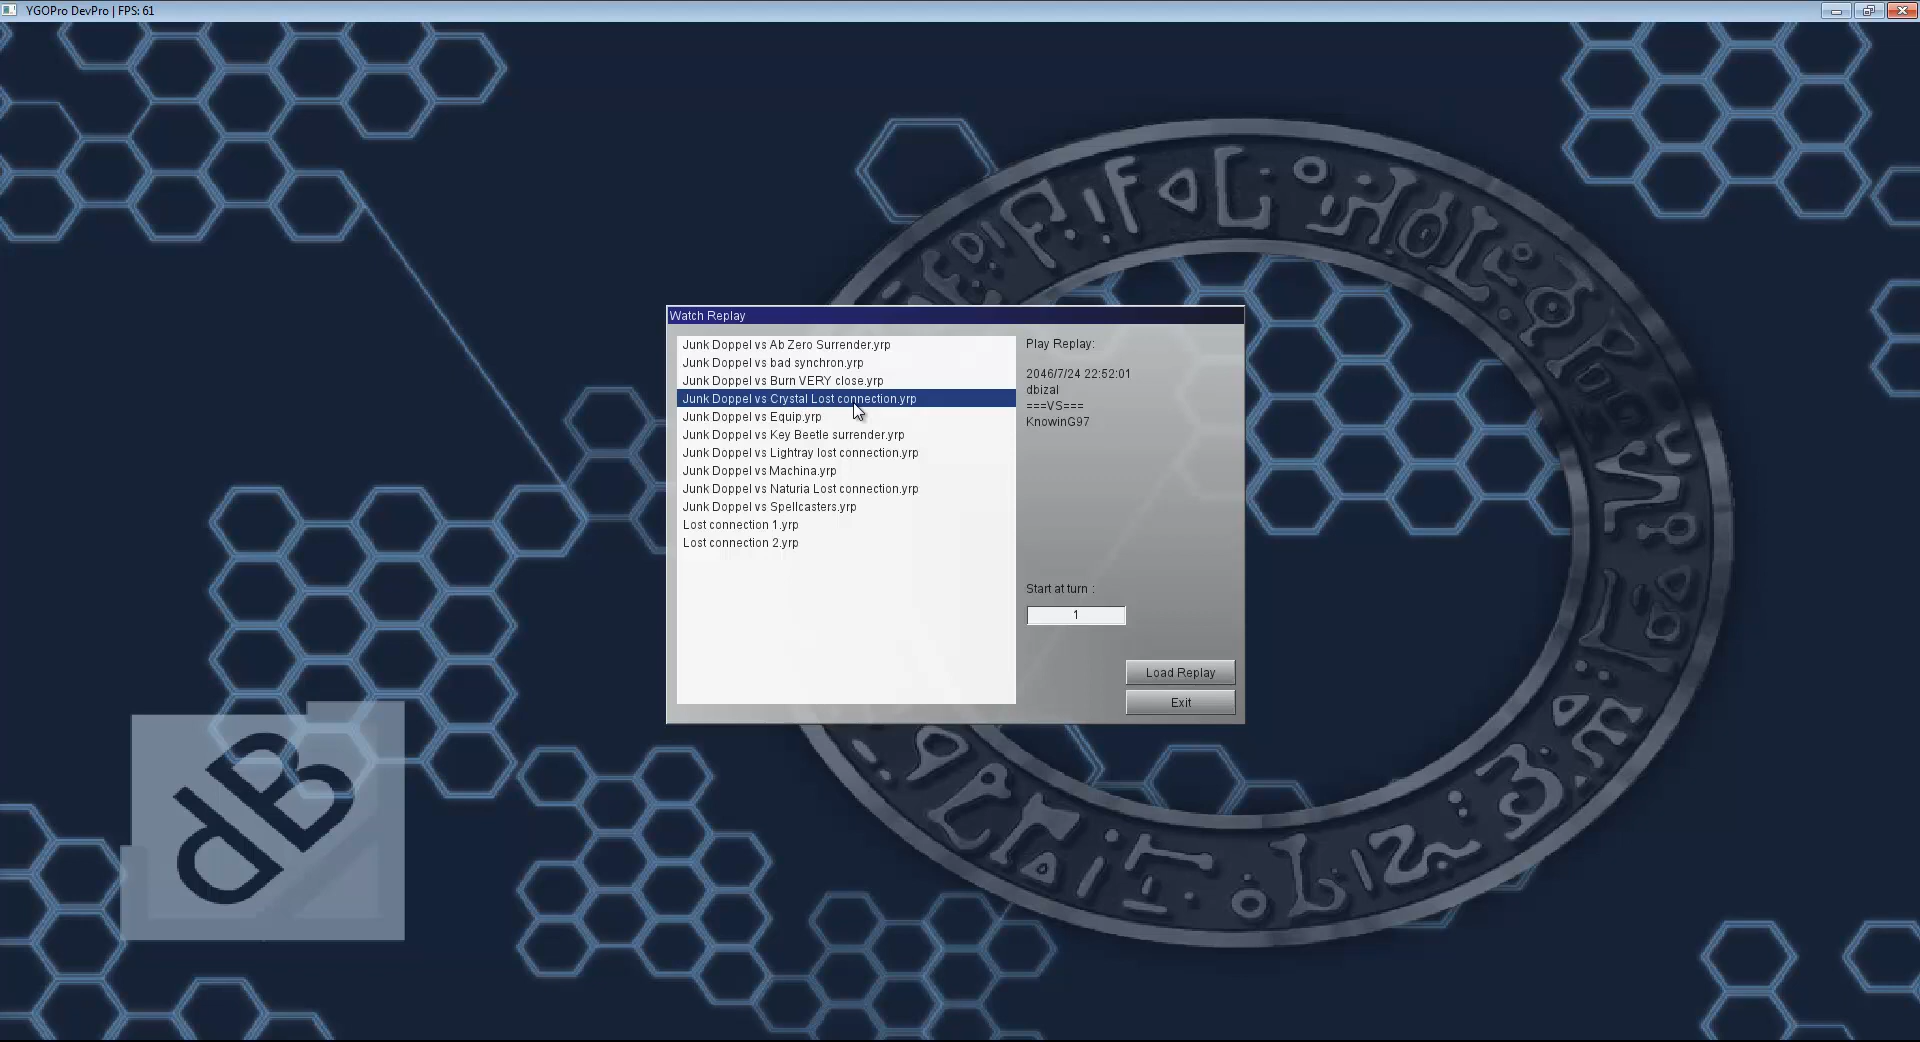 YGOPro DevPro | FPS: 61
Watch Replay
Junk Doppel vs Ab Zero Surrender.yrp
Junk Doppel vs bad synchron.yrp
Junk Doppel vs Burn VERY close.yrp
Junk Doppel vs Crystal Lost connection.yrp
Junk Doppel vs Equip.yrp
Junk Doppel vs Key Beetle surrender.yrp
Junk Doppel vs Lightray lost connection.yrp
Junk Doppel vs Machina.yrp
Junk Doppel vs Naturia Lost connection.yrp
Junk Doppel vs Spellcasters.yrp
Lost connection 1.yrp
Lost connection 2.yrp
Play Replay:
2046/7/24 22:52:01
dbizal
===VS===
KnowinG97
Start at turn :
1
Load Replay
Exit
dB